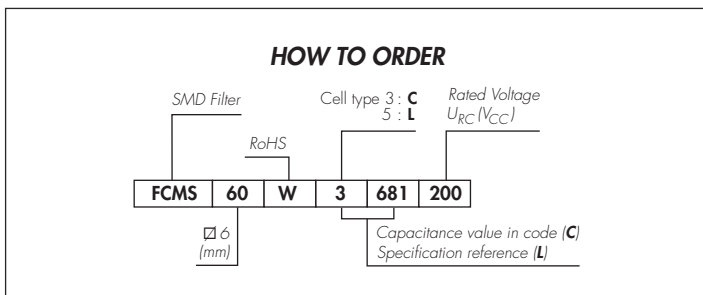 HOW TO ORDER
SMD Filter
RoHS
Cell type 3 : C
5 : L
Rated Voltage
URC (VCC)
FCMS 60 W 3 681 200
6
(mm)
Capacitance value in code (C)
Specification reference (L)